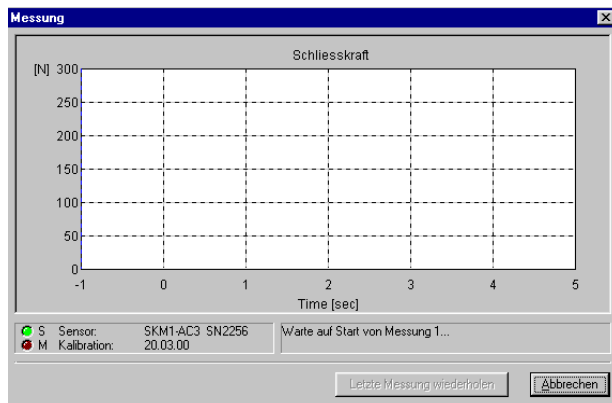 Messung
Schliesskraft
[N] 300
250
200
150
100
50
0
-1 0 1 2 3 4 5
Time [sec]
S Sensor: SKM1-AC3 SN2256
M Kalibration: 20.03.00
Warte auf Start von Messung 1...
Letzte Messung wiederholen
Abbrechen